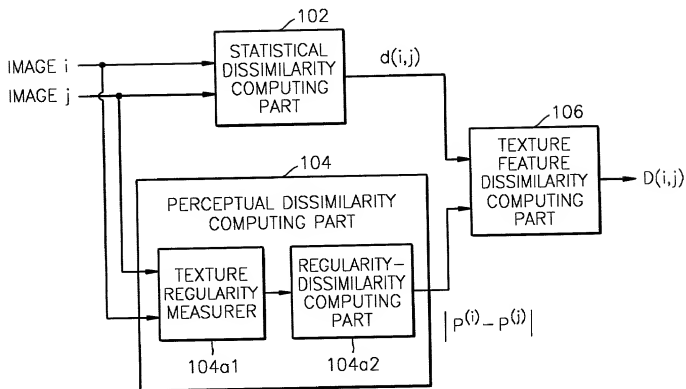 102
IMAGE i
IMAGE j
STATISTICAL
DISSIMILARITY
COMPUTING
PART
d(i,j)
106
TEXTURE
FEATURE
DISSIMILARITY
COMPUTING
PART
D(i,j)
104
PERCEPTUAL DISSIMILARITY
COMPUTING PART
TEXTURE
REGULARITY
MEASURER
REGULARITY-
DISSIMILARITY
COMPUTING
PART
104a1
104a2
|P(i)-P(j)|